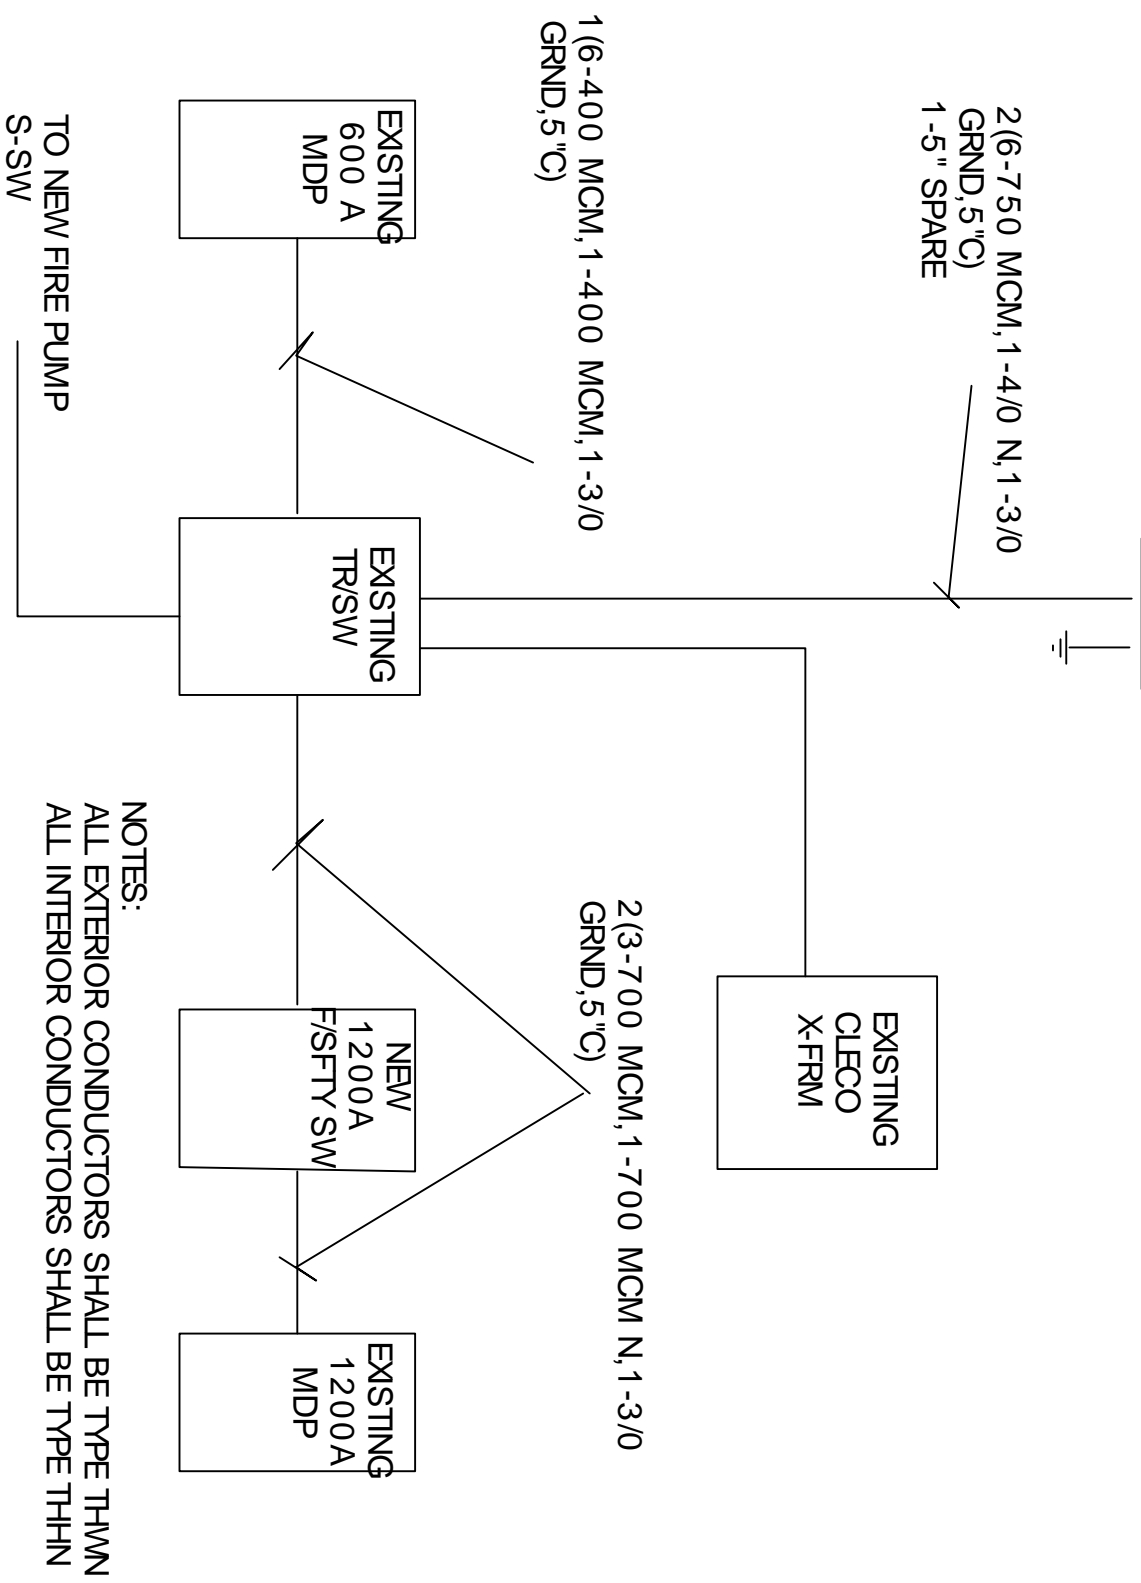 2(6-750 MCM,1-4/0 N,1-3/0
GRND,5"C)
1-5" SPARE
1(6-400 MCM,1-400 MCM,1-3/0
GRND,5"C)
EXISTING
CLECO
X-FRM
2(3-700 MCM,1-700 MCM N,1-3/0
GRND,5"C)
EXISTING
600 A
MDP
EXISTING
TR/SW
NEW
1200A
F/SFTY SW
EXISTING
1200A
MDP
TO NEW FIRE PUMP
S-SW
NOTES:
ALL EXTERIOR CONDUCTORS SHALL BE TYPE THWN
ALL INTERIOR CONDUCTORS SHALL BE TYPE THHN